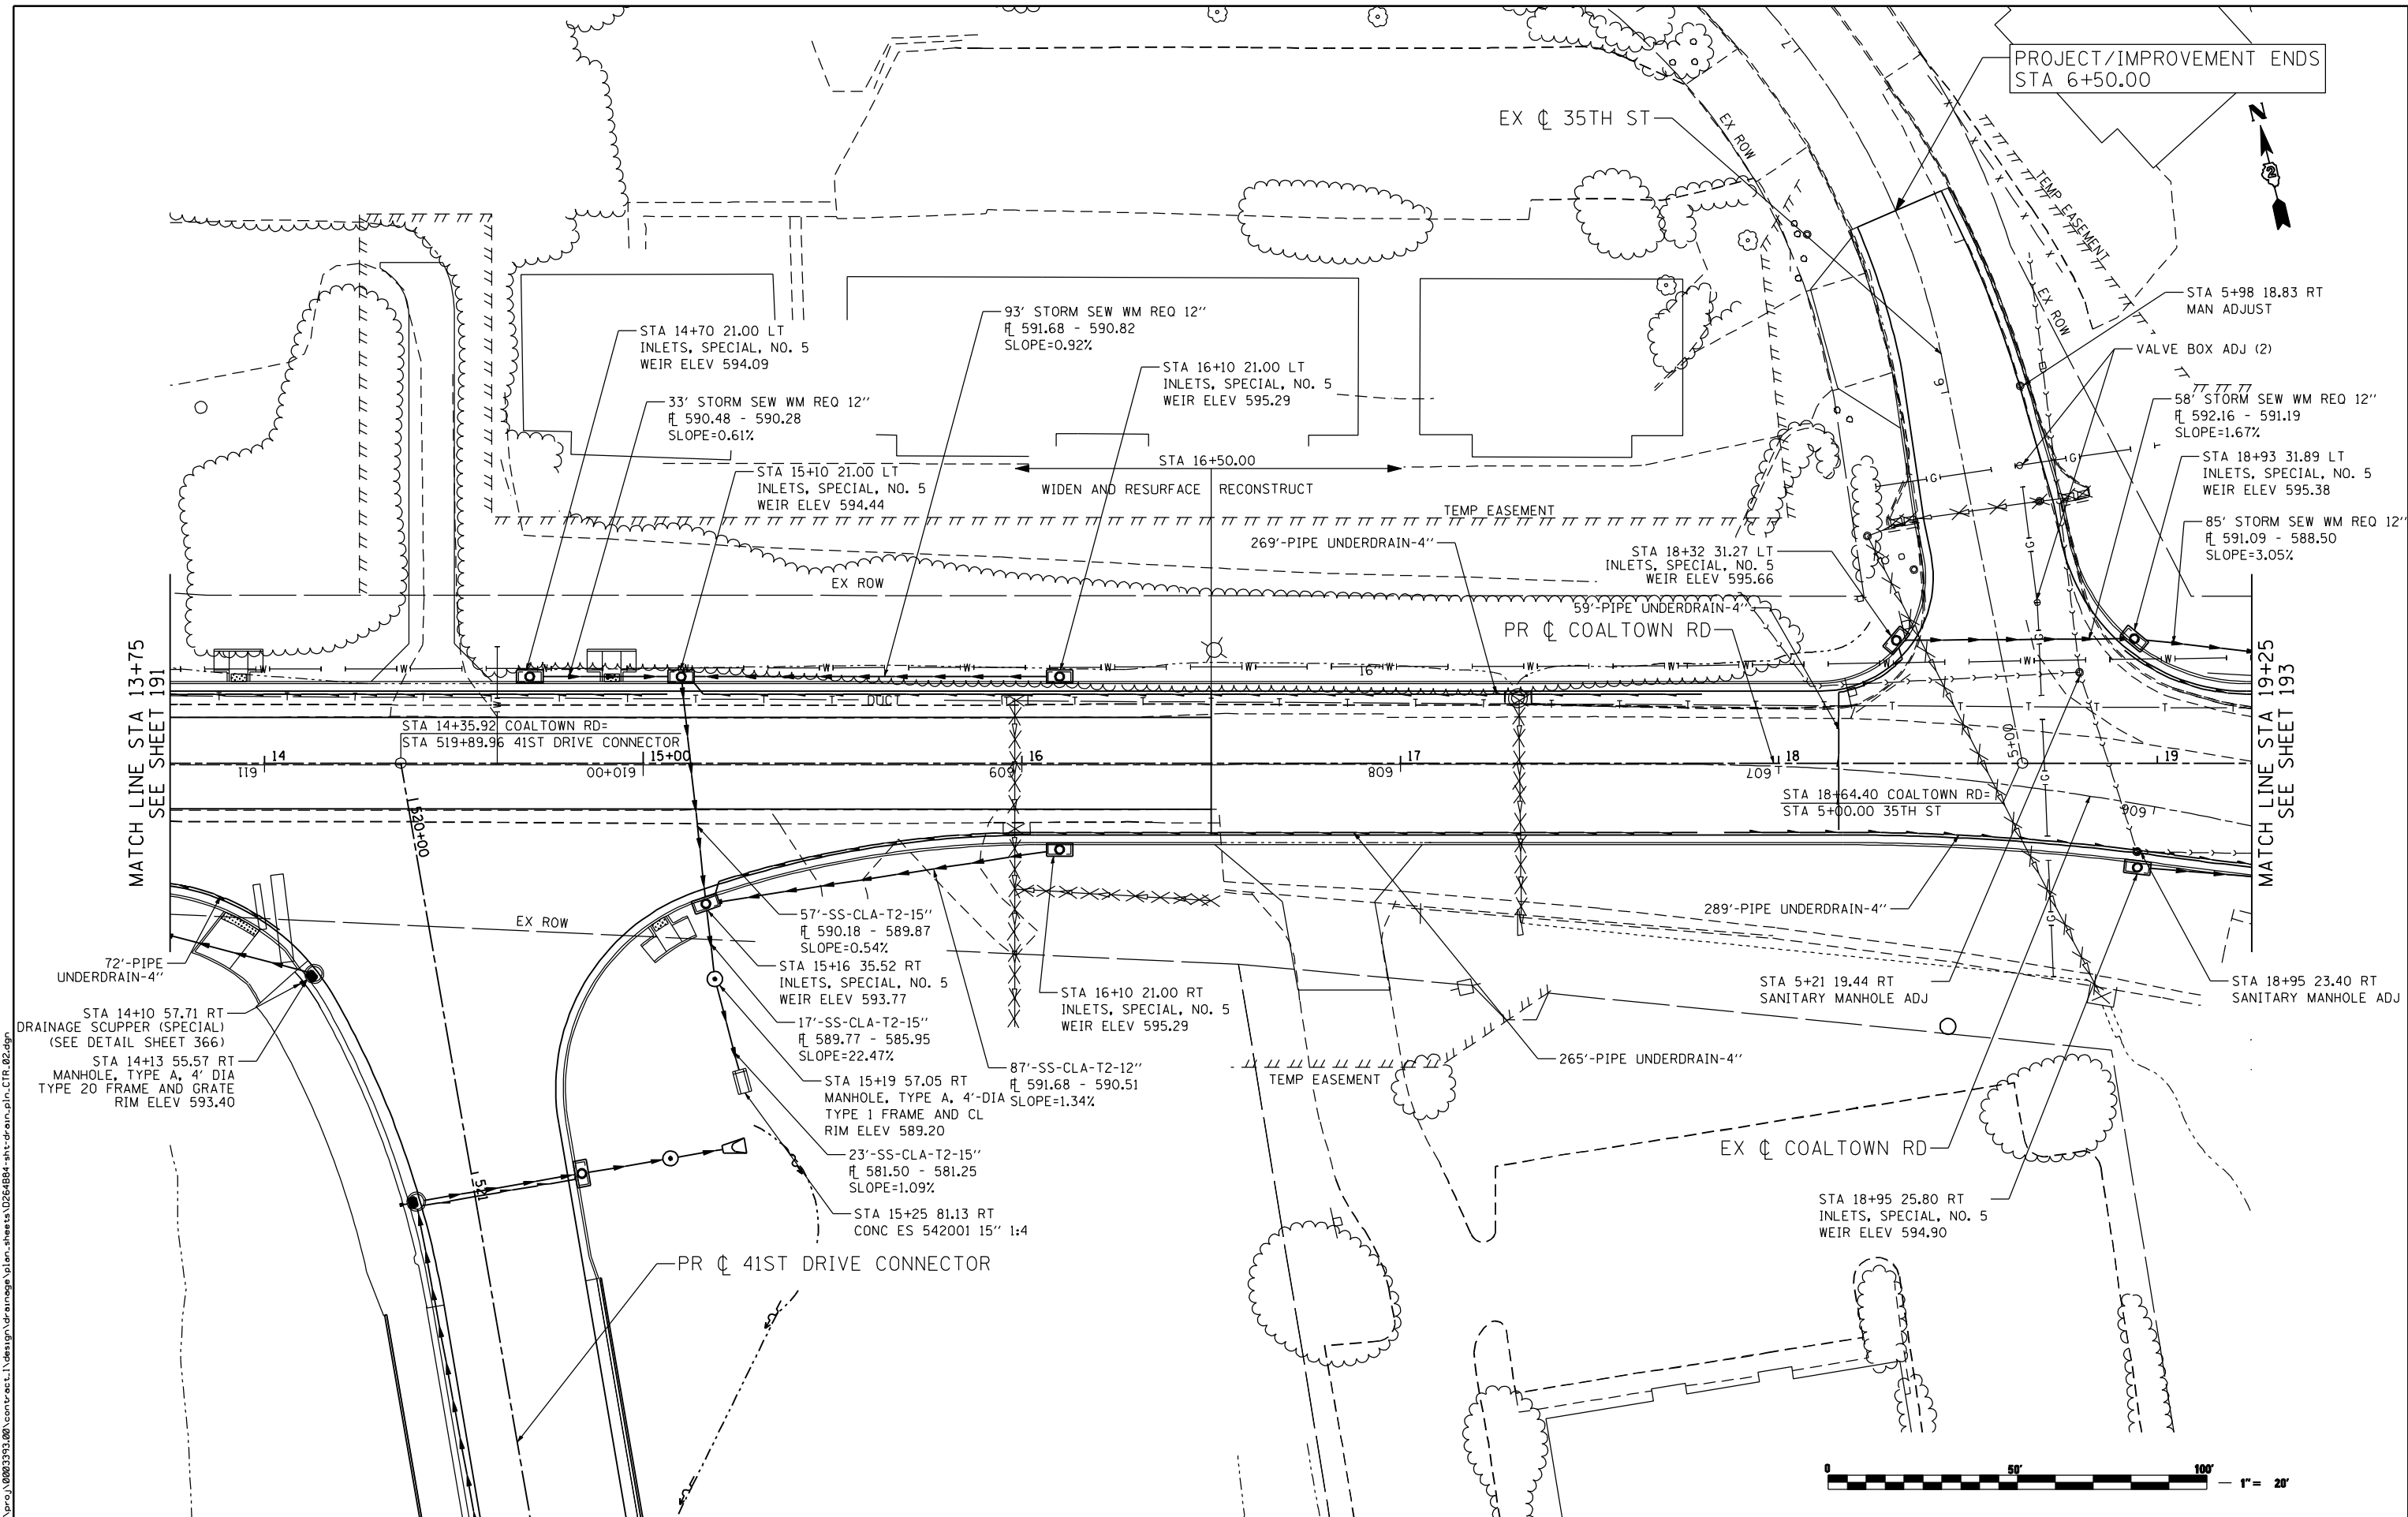 PROJECT/IMPROVEMENT ENDS
STA 6+50.00
N
EX ℄ 35TH ST
EX ROW
TEMP EASEMENT
EX ROW
STA 5+98 18.83 RT
MAN ADJUST
VALVE BOX ADJ (2)
58' STORM SEW WM REQ 12"
FL 592.16 - 591.19
SLOPE=1.67%
STA 18+93 31.89 LT
INLETS, SPECIAL, NO. 5
WEIR ELEV 595.38
85' STORM SEW WM REQ 12"
FL 591.09 - 588.50
SLOPE=3.05%
STA 14+70 21.00 LT
INLETS, SPECIAL, NO. 5
WEIR ELEV 594.09
33' STORM SEW WM REQ 12"
FL 590.48 - 590.28
SLOPE=0.61%
STA 15+10 21.00 LT
INLETS, SPECIAL, NO. 5
WEIR ELEV 594.44
93' STORM SEW WM REQ 12"
FL 591.68 - 590.82
SLOPE=0.92%
STA 16+10 21.00 LT
INLETS, SPECIAL, NO. 5
WEIR ELEV 595.29
STA 16+50.00
WIDEN AND RESURFACE
RECONSTRUCT
TEMP EASEMENT
269'-PIPE UNDERDRAIN-4"
STA 18+32 31.27 LT
INLETS, SPECIAL, NO. 5
WEIR ELEV 595.66
59'-PIPE UNDERDRAIN-4"
PR ℄ COALTOWN RD
EX ROW
MATCH LINE STA 13+75
SEE SHEET 191
MATCH LINE STA 19+25
SEE SHEET 193
DUCT
STA 14+35.92 COALTOWN RD=
STA 519+89.96 41ST DRIVE CONNECTOR
14
15+00
16
17
18
19
611
610+00
609
608
607
606
5+00
520+00
521
STA 18+64.40 COALTOWN RD=
STA 5+00.00 35TH ST
EX ROW
72'-PIPE
UNDERDRAIN-4"
STA 14+10 57.71 RT
DRAINAGE SCUPPER (SPECIAL)
(SEE DETAIL SHEET 366)
STA 14+13 55.57 RT
MANHOLE, TYPE A, 4' DIA
TYPE 20 FRAME AND GRATE
RIM ELEV 593.40
57'-SS-CLA-T2-15"
FL 590.18 - 589.87
SLOPE=0.54%
STA 15+16 35.52 RT
INLETS, SPECIAL, NO. 5
WEIR ELEV 593.77
17'-SS-CLA-T2-15"
FL 589.77 - 585.95
SLOPE=22.47%
STA 15+19 57.05 RT
MANHOLE, TYPE A, 4'-DIA
TYPE 1 FRAME AND CL
RIM ELEV 589.20
23'-SS-CLA-T2-15"
FL 581.50 - 581.25
SLOPE=1.09%
STA 15+25 81.13 RT
CONC ES 542001 15" 1:4
STA 16+10 21.00 RT
INLETS, SPECIAL, NO. 5
WEIR ELEV 595.29
87'-SS-CLA-T2-12"
FL 591.68 - 590.51
SLOPE=1.34%
TEMP EASEMENT
265'-PIPE UNDERDRAIN-4"
289'-PIPE UNDERDRAIN-4"
STA 5+21 19.44 RT
SANITARY MANHOLE ADJ
STA 18+95 23.40 RT
SANITARY MANHOLE ADJ
EX ℄ COALTOWN RD
STA 18+95 25.80 RT
INLETS, SPECIAL, NO. 5
WEIR ELEV 594.90
PR ℄ 41ST DRIVE CONNECTOR
0 50' 100'
1" = 20'